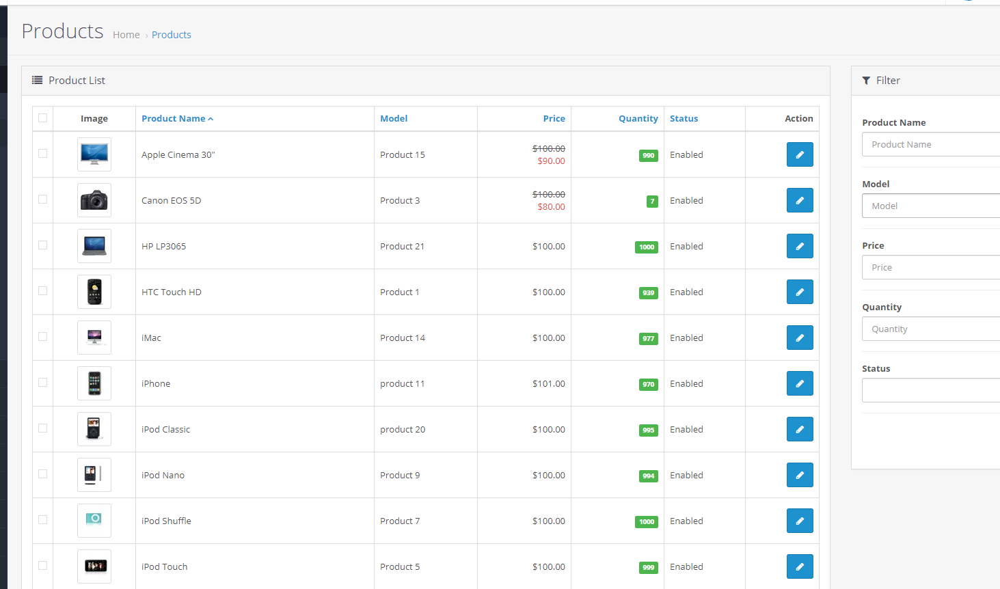 Products Home › Products
Product List
Image Product Name Model Price Quantity Status Action
Apple Cinema 30" Product 15 $100.00 $90.00 990 Enabled
Canon EOS 5D Product 3 $100.00 $80.00 7 Enabled
HP LP3065 Product 21 $100.00 1000 Enabled
HTC Touch HD Product 1 $100.00 939 Enabled
iMac Product 14 $100.00 977 Enabled
iPhone product 11 $101.00 970 Enabled
iPod Classic product 20 $100.00 995 Enabled
iPod Nano Product 9 $100.00 994 Enabled
iPod Shuffle Product 7 $100.00 1000 Enabled
iPod Touch Product 5 $100.00 999 Enabled
Filter
Product Name
Product Name
Model
Model
Price
Price
Quantity
Quantity
Status